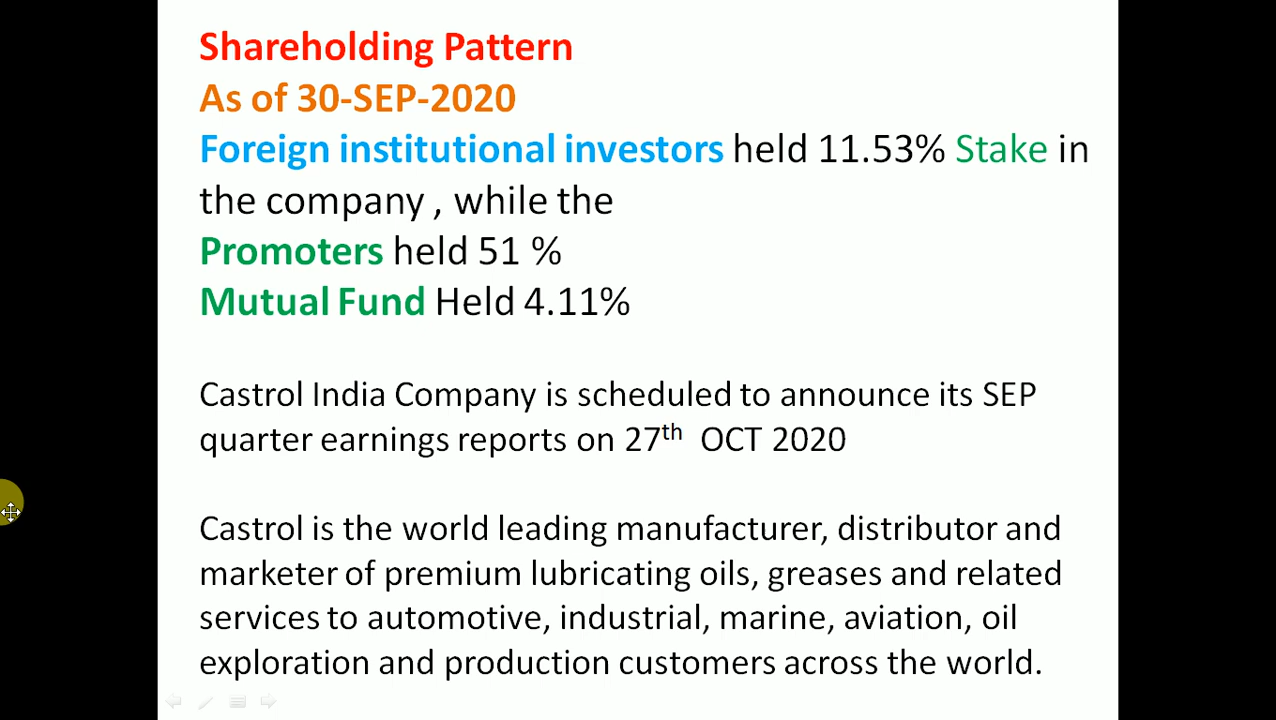 Shareholding Pattern
As of 30-SEP-2020
Foreign institutional investors held 11.53% Stake in
the company , while the
Promoters held 51 %
Mutual Fund Held 4.11%
Castrol India Company is scheduled to announce its SEP
quarter earnings reports on 27th OCT 2020
Castrol is the world leading manufacturer, distributor and
marketer of premium lubricating oils, greases and related
services to automotive, industrial, marine, aviation, oil
exploration and production customers across the world.